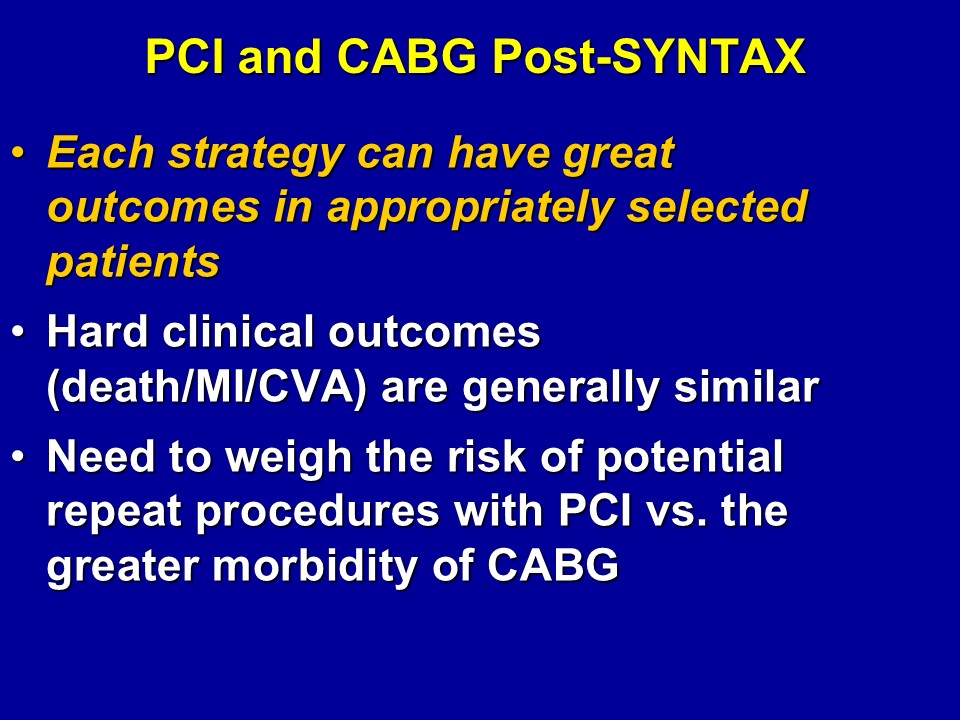 PCI and CABG Post-SYNTAX
• Each strategy can have great
outcomes in appropriately selected
patients
• Hard clinical outcomes
(death/MI/CVA) are generally similar
• Need to weigh the risk of potential
repeat procedures with PCI vs. the
greater morbidity of CABG